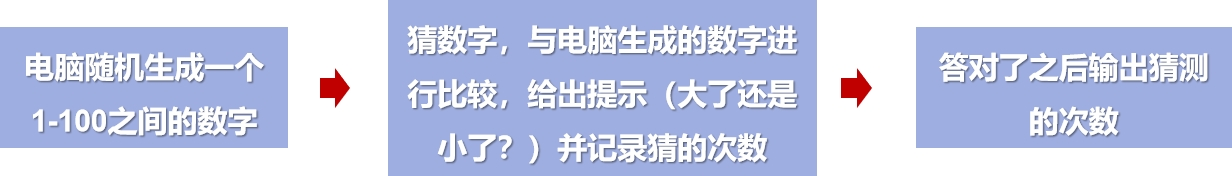 电脑随机生成一个
1-100之间的数字
猜数字，与电脑生成的数字进
行比较，给出提示（大了还是
小了？）并记录猜的次数
答对了之后输出猜测
的次数